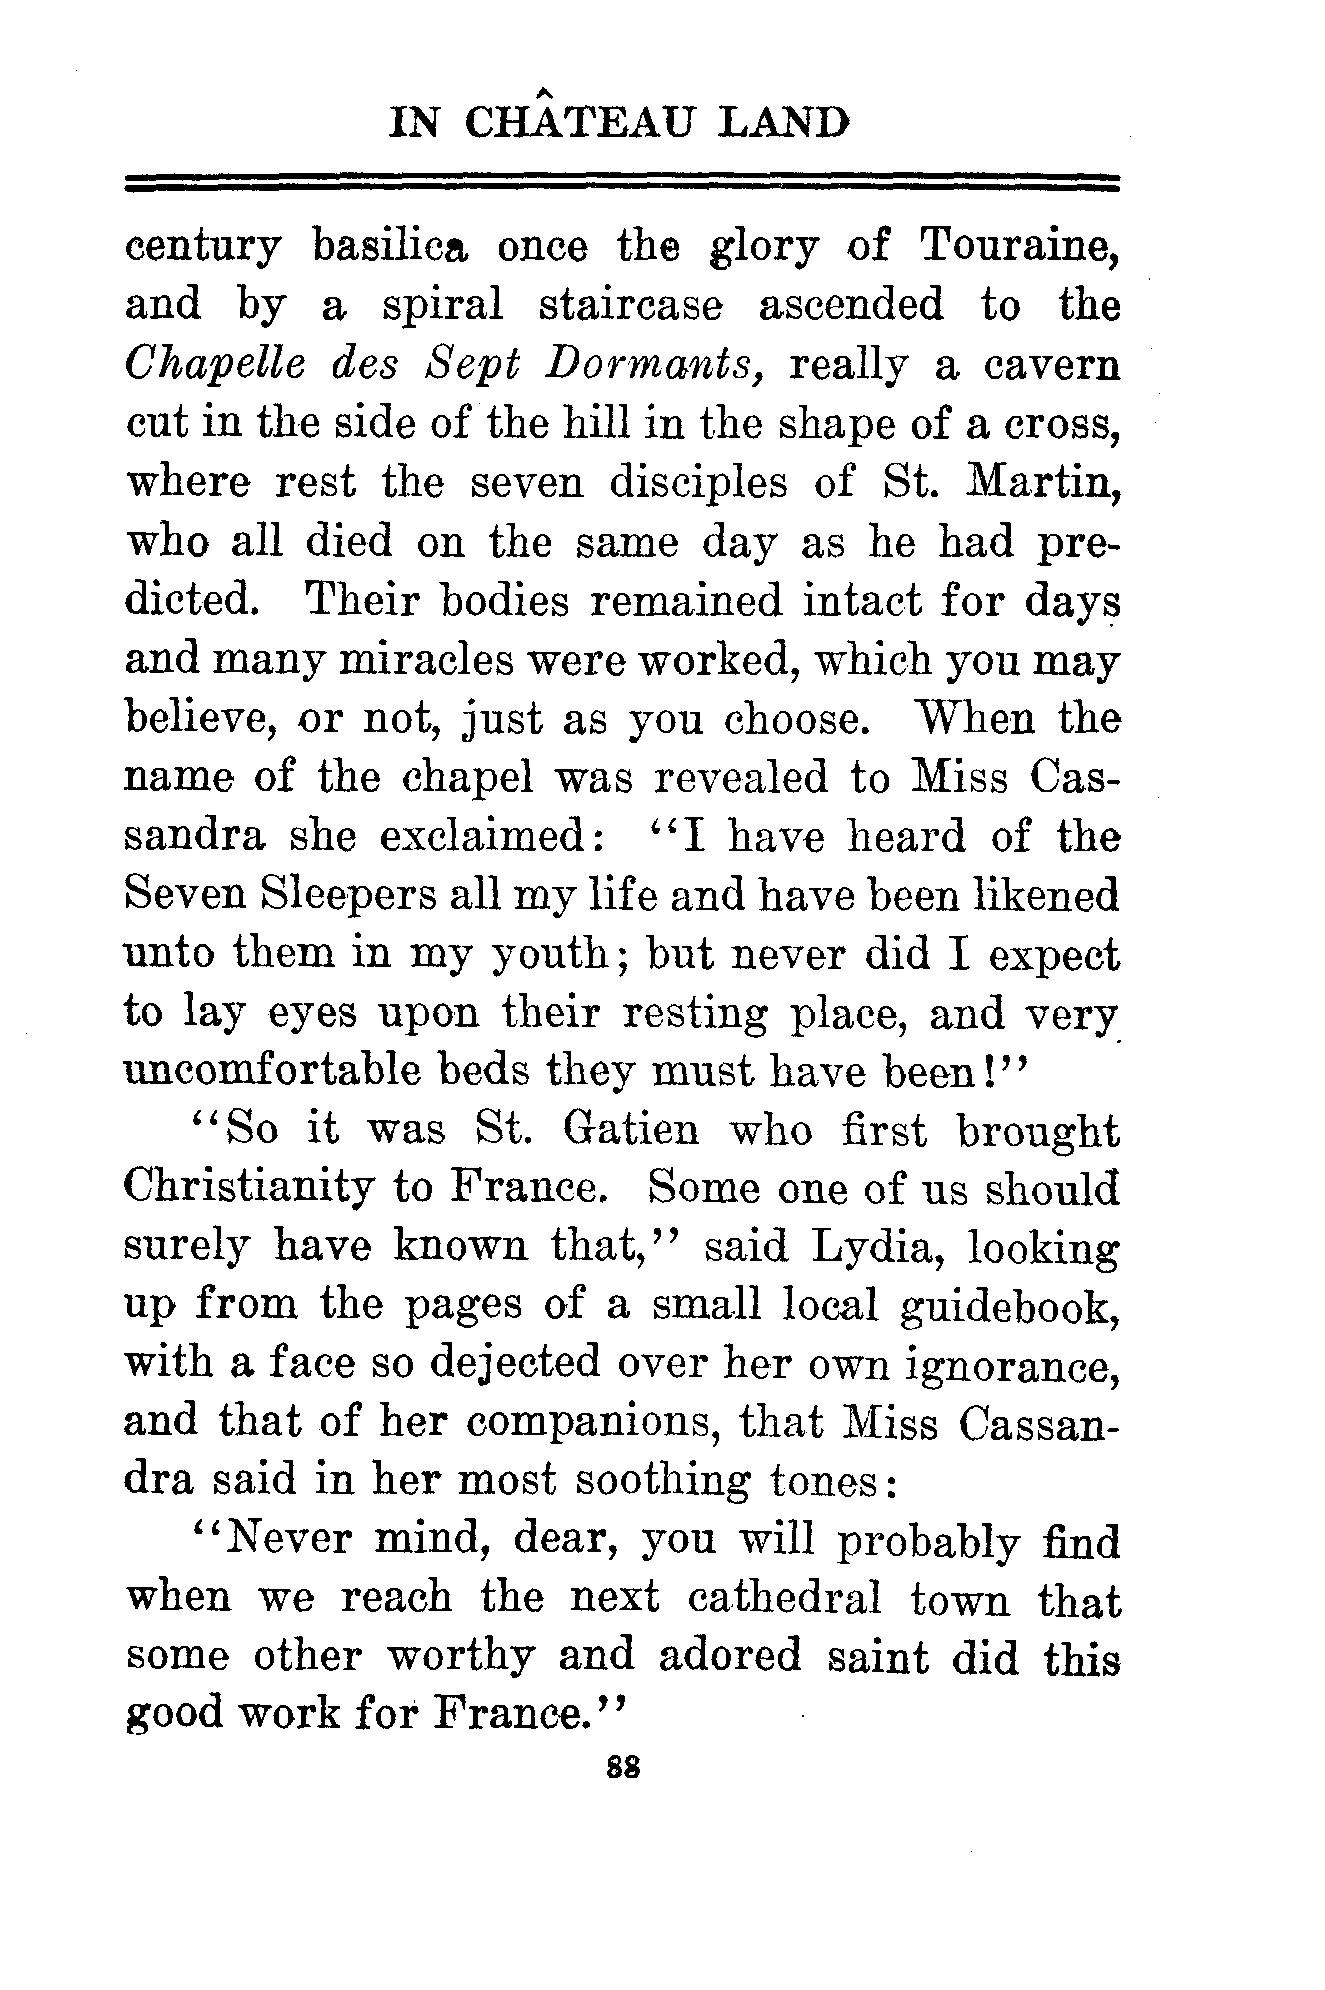 IN CHÂTEAU LAND
century basilica once the glory of Touraine,
and by a spiral staircase ascended to the
Chapelle des Sept Dormants, really a cavern
cut in the side of the hill in the shape of a cross,
where rest the seven disciples of St. Martin,
who all died on the same day as he had pre-
dicted. Their bodies remained intact for days
and many miracles were worked, which you may
believe, or not, just as you choose. When the
name of the chapel was revealed to Miss Cas-
sandra she exclaimed: “I have heard of the
Seven Sleepers all my life and have been likened
unto them in my youth; but never did I expect
to lay eyes upon their resting place, and very
uncomfortable beds they must have been!”
“So it was St. Gatien who first brought
Christianity to France. Some one of us should
surely have known that,” said Lydia, looking
up from the pages of a small local guidebook,
with a face so dejected over her own ignorance,
and that of her companions, that Miss Cassan-
dra said in her most soothing tones:
“Never mind, dear, you will probably find
when we reach the next cathedral town that
some other worthy and adored saint did this
good work for France.”
88